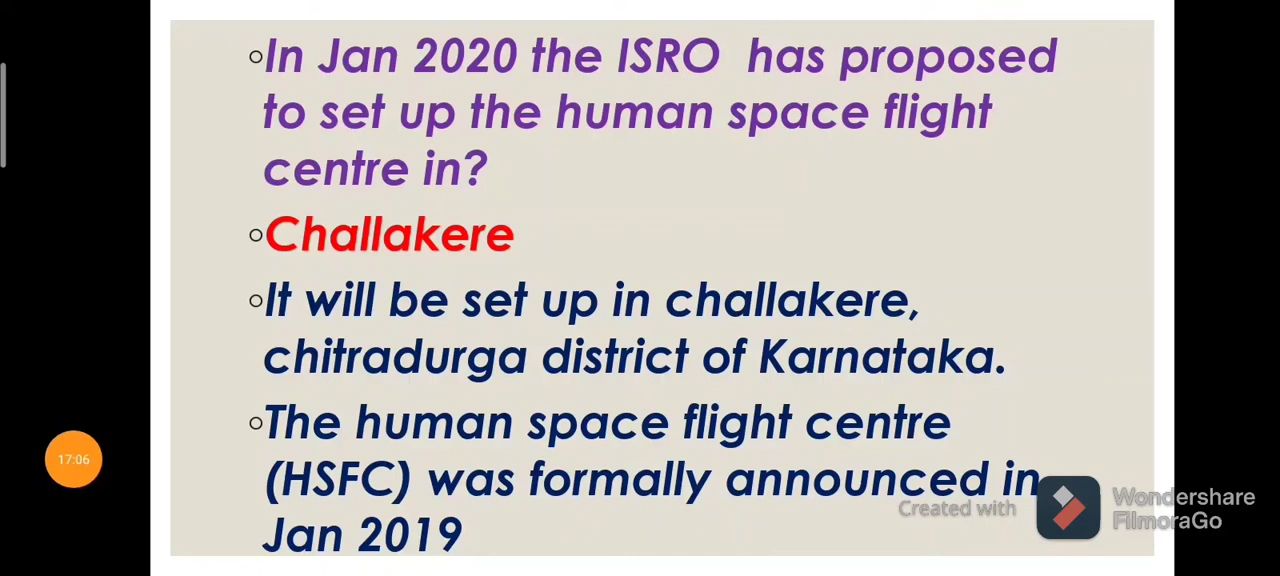 In Jan 2020 the ISRO has proposed
to set up the human space flight
centre in?
Challakere
It will be set up in challakere,
chitradurga district of Karnataka.
The human space flight centre
(HSFC) was formally announced in
Jan 2019
17:06
Created with
Wondershare
FilmoraGo